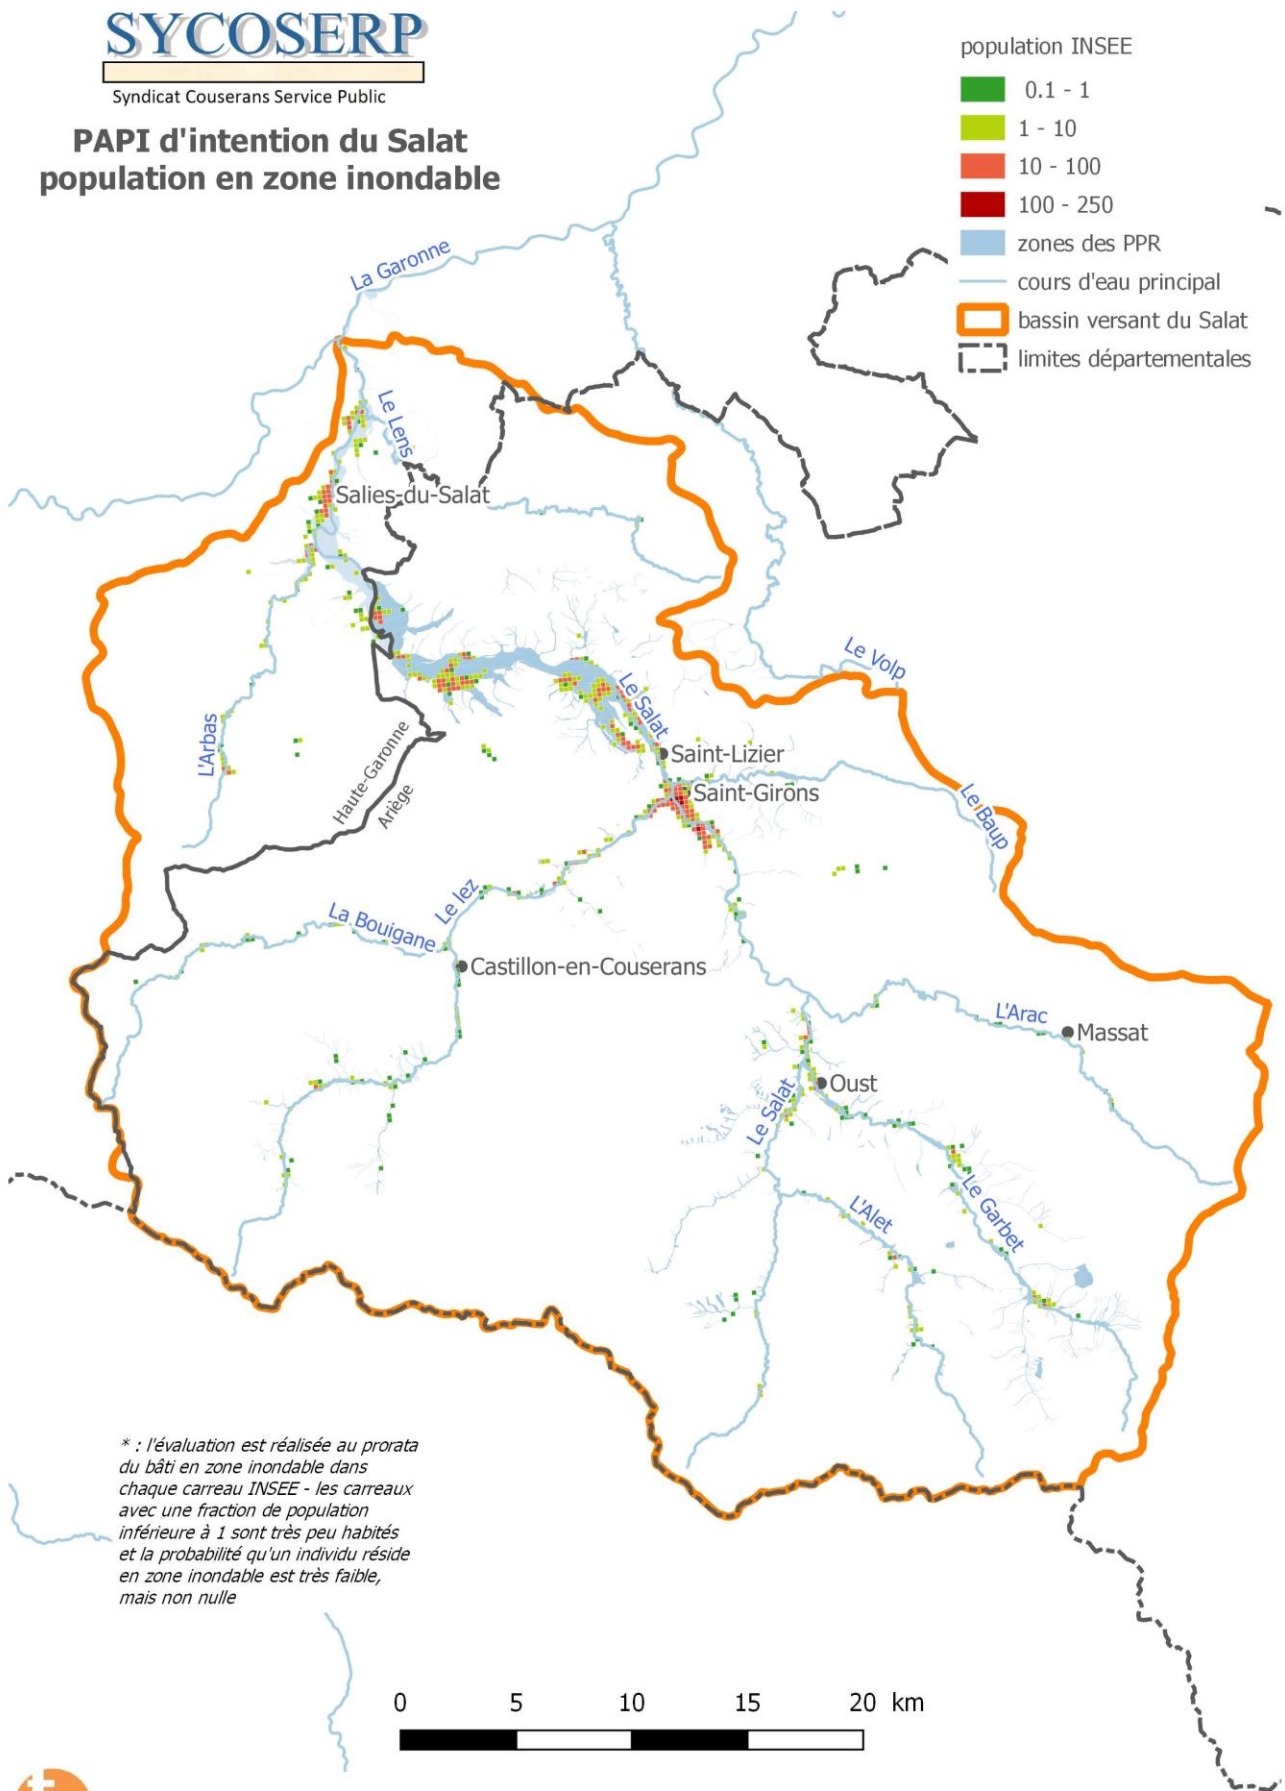 SYCOSERP
Syndicat Couserans Service Public
PAPI d'intention du Salat
population en zone inondable
population INSEE
0.1 - 1
1 - 10
10 - 100
100 - 250
zones des PPR
cours d'eau principal
bassin versant du Salat
limites départementales
La Garonne
Le Lens
Salies-du-Salat
Le Volp
Le Salat
L'Arbas
Haute-Garonne
Ariège
Saint-Lizier
Saint-Girons
Le Baup
Le lez
La Bouigane
Castillon-en-Couserans
L'Arac
Massat
Oust
Le Salat
L'Alet
Le Garbet
* : l'évaluation est réalisée au prorata
du bâti en zone inondable dans
chaque carreau INSEE - les carreaux
avec une fraction de population
inférieure à 1 sont très peu habités
et la probabilité qu'un individu réside
en zone inondable est très faible,
mais non nulle
0 5 10 15 20 km